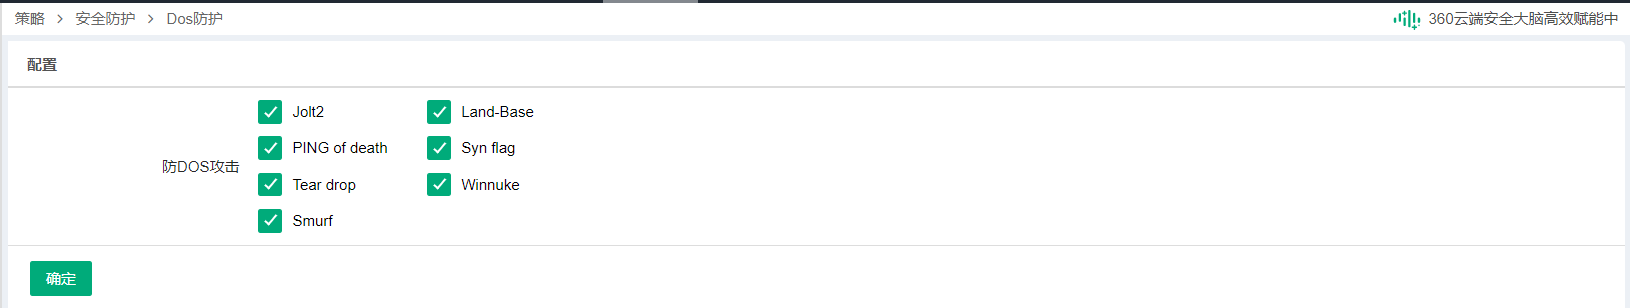 策略 > 安全防护 > Dos防护
360云端安全大脑高效赋能中
配置
防DOS攻击
Jolt2 Land-Base
PING of death Syn flag
Tear drop Winnuke
Smurf
确定